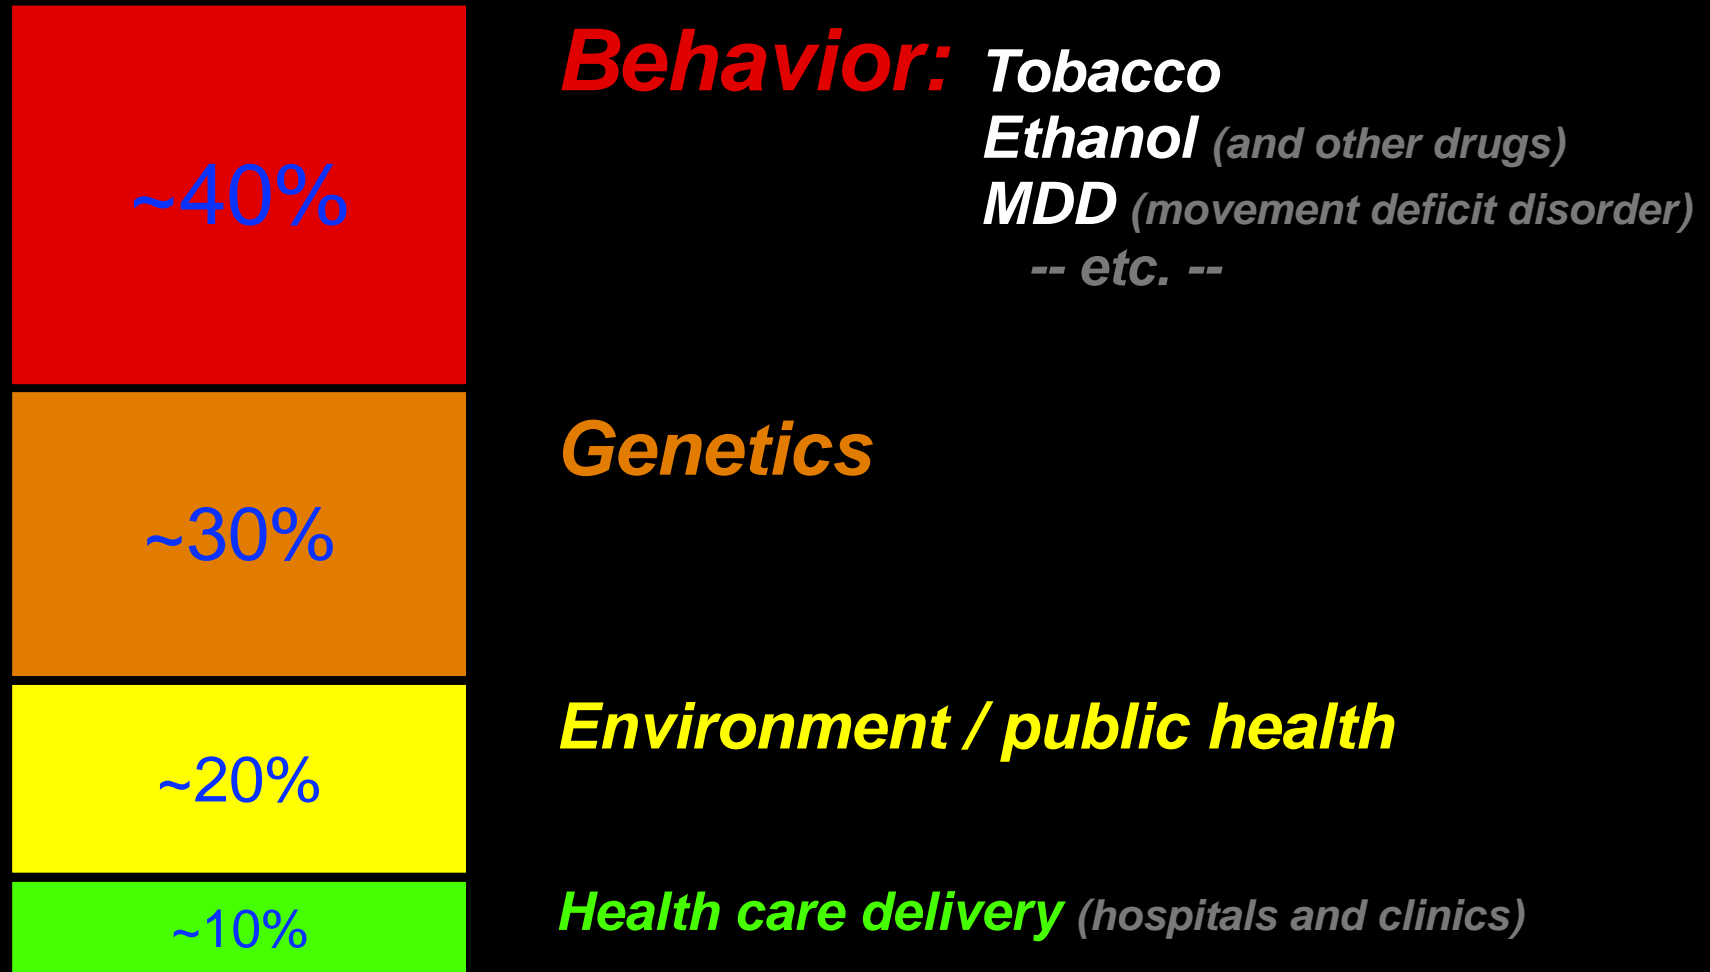 Behavior: Tobacco
Ethanol (and other drugs)
~40%
MDD (movement deficit disorder)
-- etc. --
Genetics
~30%
Environment / public health
~20%
Health care delivery (hospitals and clinics)
~10%